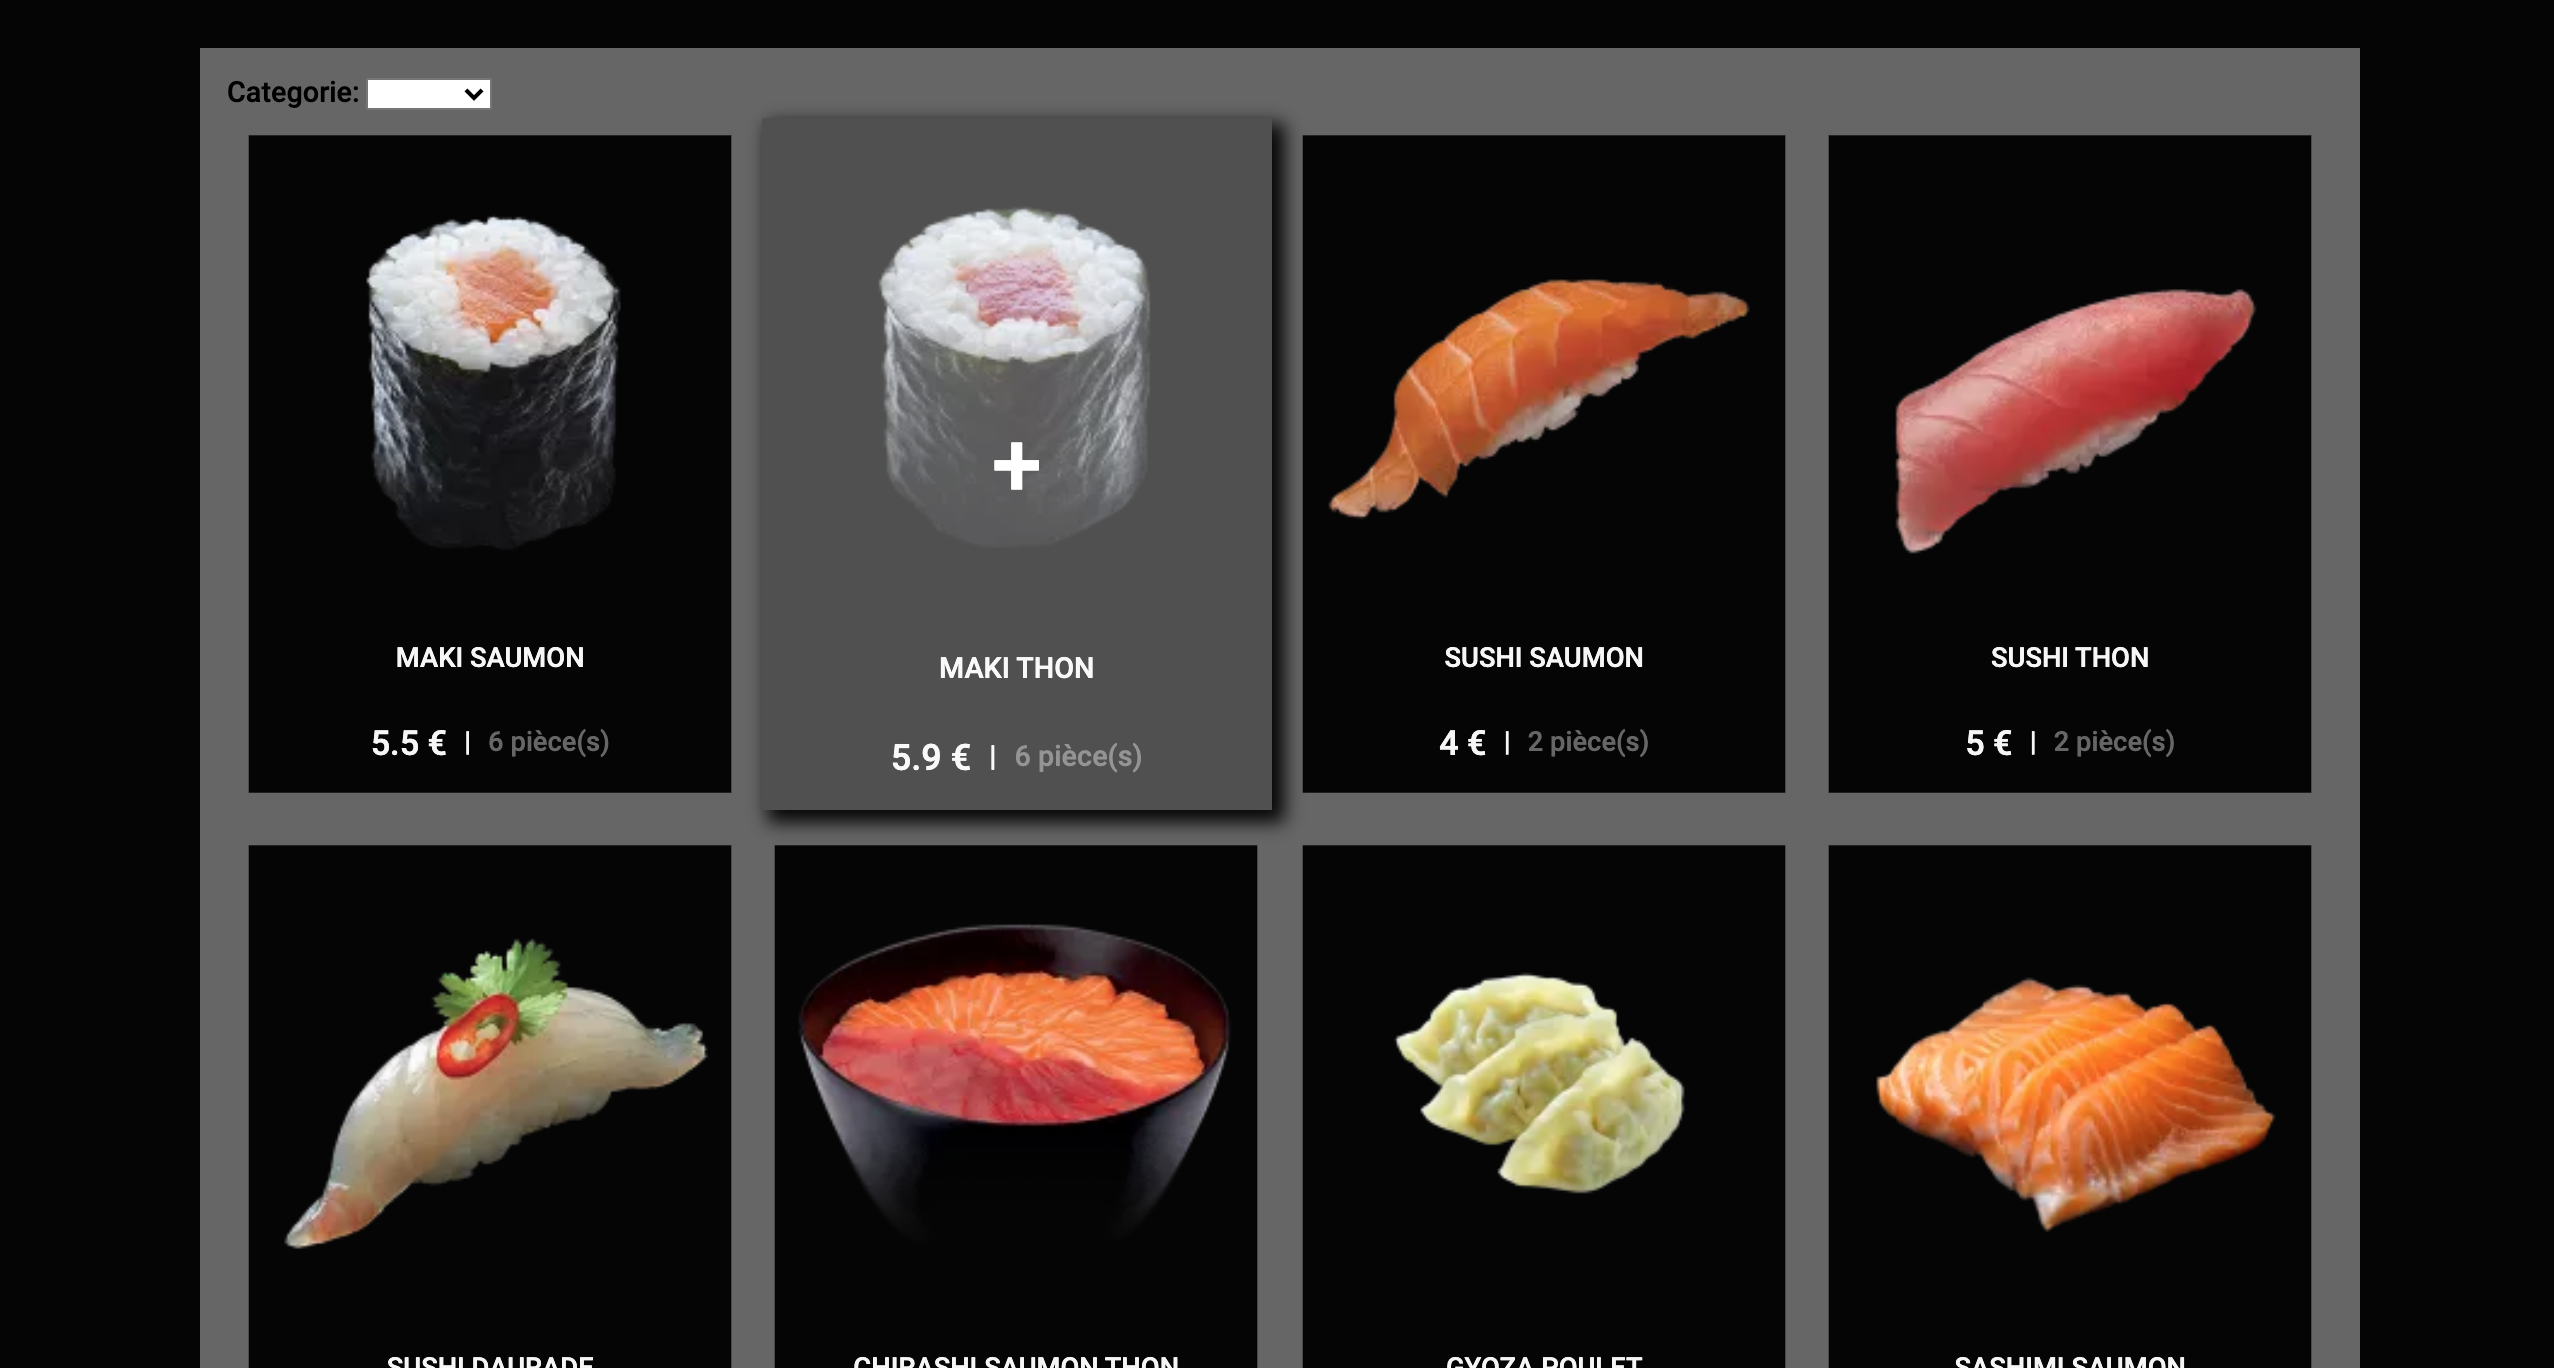 Categorie:
MAKI SAUMON
5.5 € | 6 pièce(s)
+
MAKI THON
5.9 € | 6 pièce(s)
SUSHI SAUMON
4 € | 2 pièce(s)
SUSHI THON
5 € | 2 pièce(s)
SUSHI DAURADE
CHIRASHI SAUMON THON
GYOZA POULET
SASHIMI SAUMON